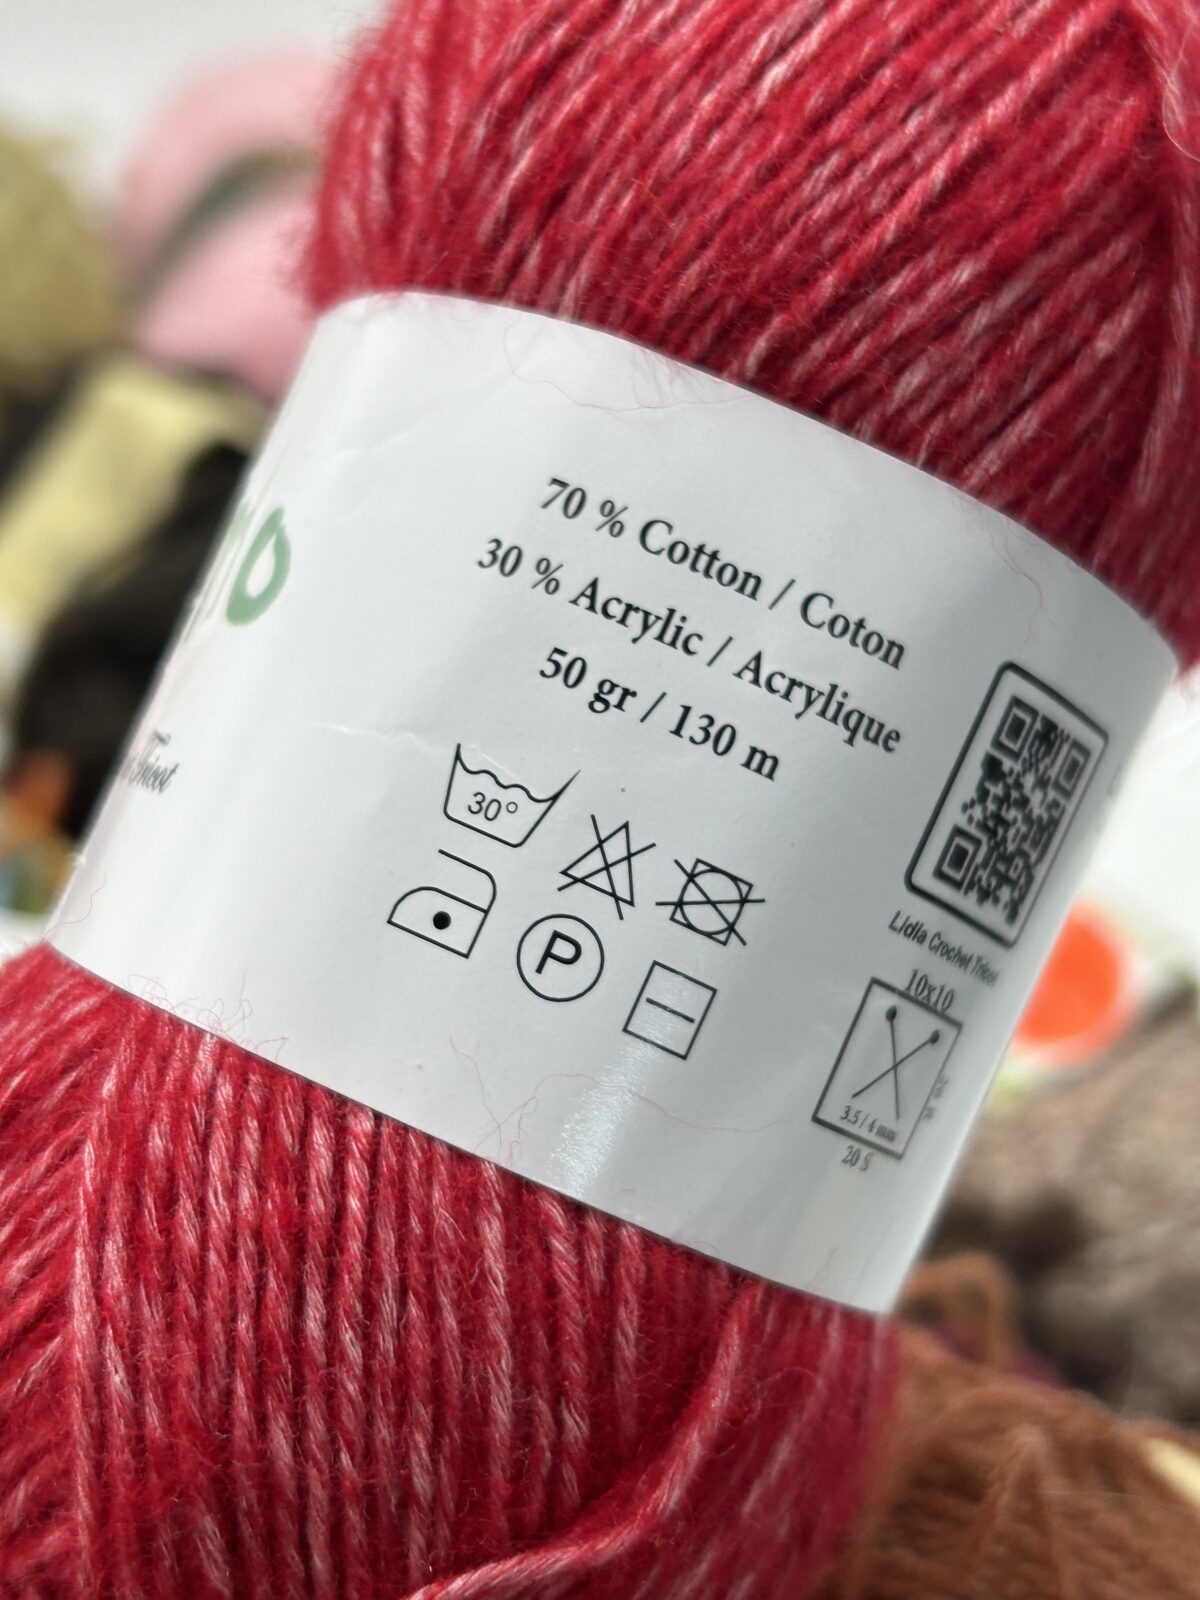 70 % Cotton / Coton
30 % Acrylic / Acrylique
50 gr / 130 m
30°
P
Lidia Crochet Tricot
10x10
3.5 / 4 mm
20 S
Tricot